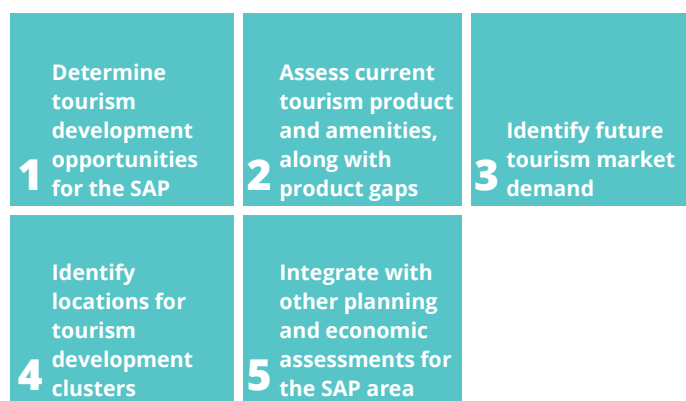 Determine
tourism
development
opportunities
1 for the SAP
Assess current
tourism product
and amenities,
along with
2 product gaps
Identify future
tourism market
3 demand
Identify
locations for
tourism
development
4 clusters
Integrate with
other planning
and economic
assessments for
5 the SAP area